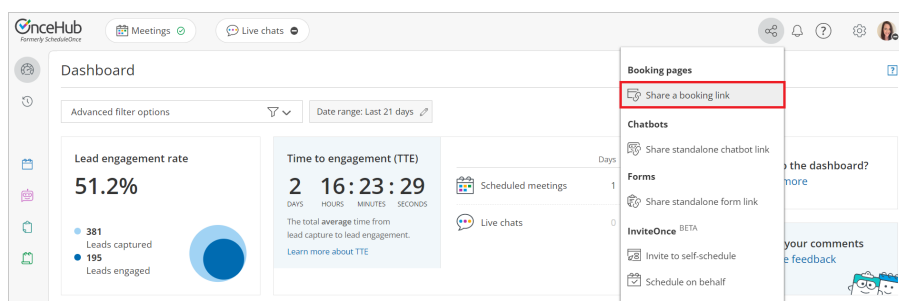 OnceHub
Formerly ScheduleOnce
Meetings
Live chats
?
Dashboard
?
Advanced filter options
Date range: Last 21 days
Lead engagement rate
51.2%
381
Leads captured
195
Leads engaged
Time to engagement (TTE)
2 16 : 23 : 29
DAYS HOURS MINUTES SECONDS
The total average time from
lead capture to lead engagement.
Learn more about TTE
Days
Scheduled meetings 1
Live chats 0
Booking pages
Share a booking link
Chatbots
Share standalone chatbot link
Forms
Share standalone form link
InviteOnce BETA
Invite to self-schedule
Schedule on behalf
the dashboard?
more
your comments
feedback